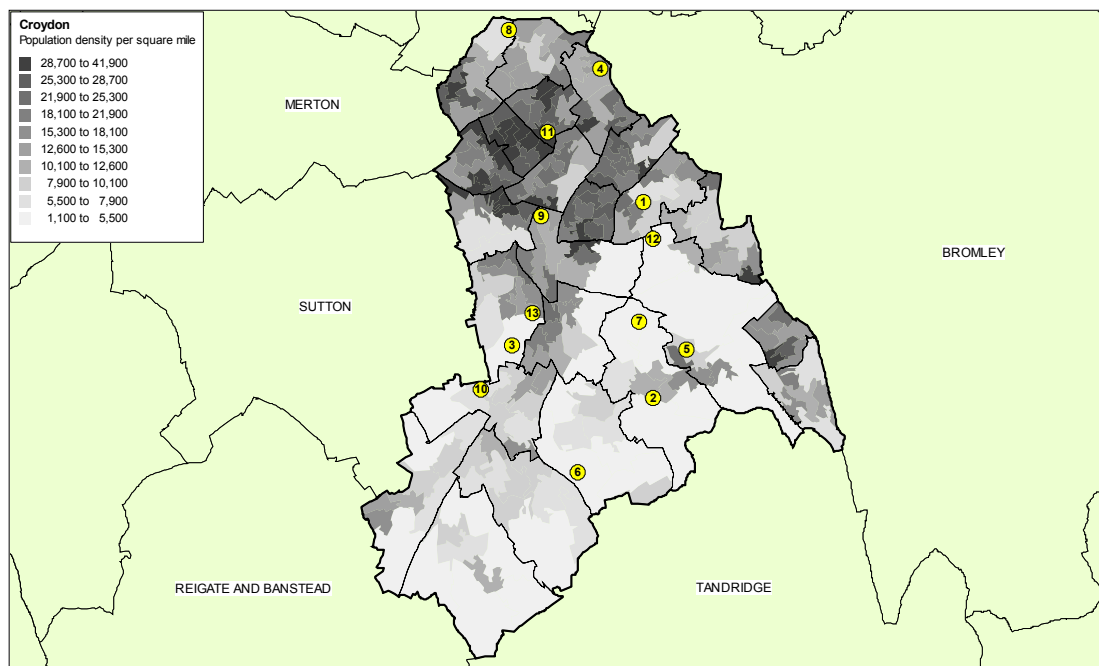 Croydon
Population density per square mile
28,700 to 41,900
25,300 to 28,700
21,900 to 25,300
18,100 to 21,900
15,300 to 18,100
12,600 to 15,300
10,100 to 12,600
7,900 to 10,100
5,500 to 7,900
1,100 to 5,500
8
4
MERTON
11
1
9
12
BROMLEY
SUTTON
13
7
3
5
10
2
6
REIGATE AND BANSTEAD
TANDRIDGE